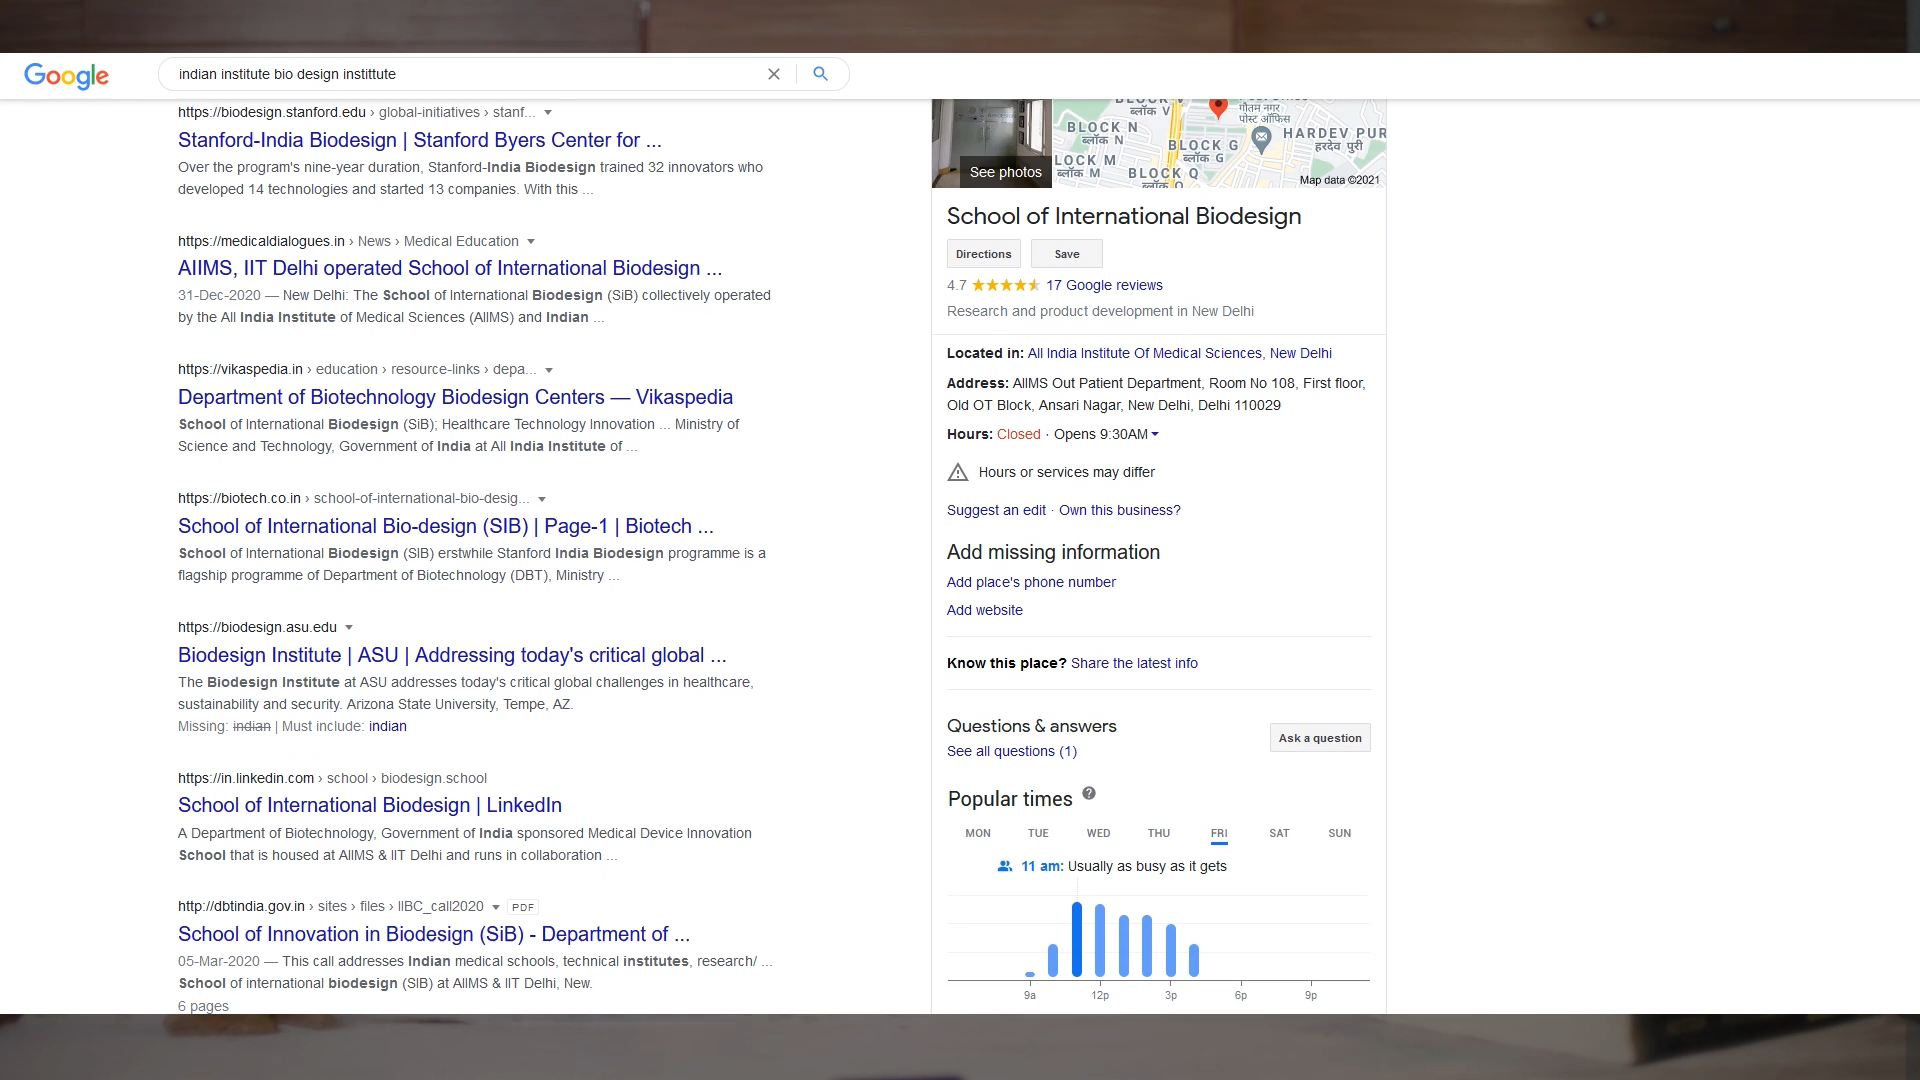 Google
indian institute bio design instittute
https://biodesign.stanford.edu › global-initiatives › stanf...
Stanford-India Biodesign | Stanford Byers Center for ...
Over the program's nine-year duration, Stanford-India Biodesign trained 32 innovators who
developed 14 technologies and started 13 companies. With this ...
https://medicaldialogues.in › News › Medical Education
AIIMS, IIT Delhi operated School of International Biodesign ...
31-Dec-2020 — New Delhi: The School of International Biodesign (SiB) collectively operated
by the All India Institute of Medical Sciences (AIIMS) and Indian ...
https://vikaspedia.in › education › resource-links › depa...
Department of Biotechnology Biodesign Centers — Vikaspedia
School of International Biodesign (SiB); Healthcare Technology Innovation ... Ministry of
Science and Technology, Government of India at All India Institute of ...
https://biotech.co.in › school-of-international-bio-desig...
School of International Bio-design (SIB) | Page-1 | Biotech ...
School of International Biodesign (SIB) erstwhile Stanford India Biodesign programme is a
flagship programme of Department of Biotechnology (DBT), Ministry ...
https://biodesign.asu.edu
Biodesign Institute | ASU | Addressing today's critical global ...
The Biodesign Institute at ASU addresses today's critical global challenges in healthcare,
sustainability and security. Arizona State University, Tempe, AZ.
Missing: indian | Must include: indian
https://in.linkedin.com › school › biodesign.school
School of International Biodesign | LinkedIn
A Department of Biotechnology, Government of India sponsored Medical Device Innovation
School that is housed at AIIMS & IIT Delhi and runs in collaboration ...
http://dbtindia.gov.in › sites › files › IIBC_call2020 PDF
School of Innovation in Biodesign (SiB) - Department of ...
05-Mar-2020 — This call addresses Indian medical schools, technical institutes, research/ ...
School of international biodesign (SIB) at AIIMS & IIT Delhi, New.
6 pages
See photos
BLOCK V
ब्लॉक V
गौतम नगर
पोस्ट ऑफिस
BLOCK N
ब्लॉक N
HARDEV PUR
हरदेव पुरी
BLOCK G
ब्लॉक G
LOCK M
ब्लॉक M
BLOCK Q
Map data ©2021
School of International Biodesign
Directions Save
4.7 17 Google reviews
Research and product development in New Delhi
Located in: All India Institute Of Medical Sciences, New Delhi
Address: AIIMS Out Patient Department, Room No 108, First floor,
Old OT Block, Ansari Nagar, New Delhi, Delhi 110029
Hours: Closed · Opens 9:30AM
Hours or services may differ
Suggest an edit · Own this business?
Add missing information
Add place's phone number
Add website
Know this place? Share the latest info
Questions & answers
See all questions (1)
Ask a question
Popular times
MON TUE WED THU FRI SAT SUN
11 am: Usually as busy as it gets
9a 12p 3p 6p 9p